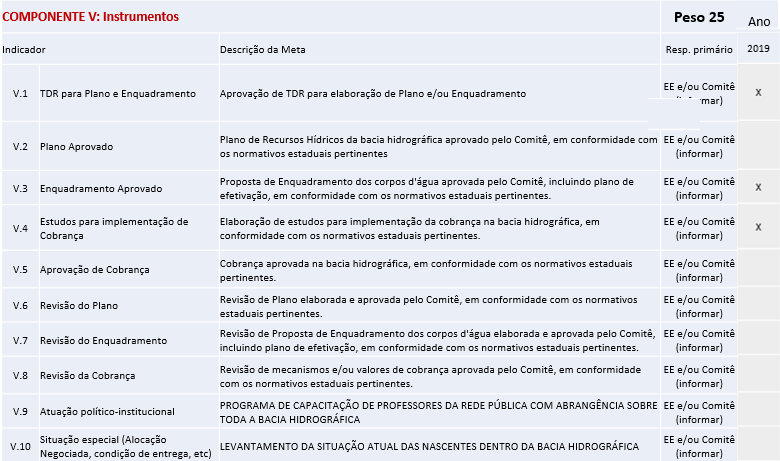 COMPONENTE V: Instrumentos Peso 25 Ano
Indicador Descrição da Meta Resp. primário 2019
V.1 TDR para Plano e Enquadramento Aprovação de TDR para elaboração de Plano e/ou Enquadramento EE e/ou Comitê X
(informar)
V.2 Plano Aprovado Plano de Recursos Hídricos da bacia hidrográfica aprovado pelo Comitê, em conformidade com EE e/ou Comitê
os normativos estaduais pertinentes (informar)
V.3 Enquadramento Aprovado Proposta de Enquadramento dos corpos d'água aprovada pelo Comitê, incluindo plano de EE e/ou Comitê X
efetivação, em conformidade com os normativos estaduais pertinentes. (informar)
V.4 Estudos para implementação de Elaboração de estudos para implementação da cobrança na bacia hidrográfica, em EE e/ou Comitê X
Cobrança conformidade com os normativos estaduais pertinentes. (informar)
V.5 Aprovação de Cobrança Cobrança aprovada na bacia hidrográfica, em conformidade com os normativos estaduais EE e/ou Comitê
pertinentes. (informar)
V.6 Revisão do Plano Revisão de Plano elaborada e aprovada pelo Comitê, em conformidade com os normativos EE e/ou Comitê
estaduais pertinentes. (informar)
V.7 Revisão do Enquadramento Revisão de Proposta de Enquadramento dos corpos d'água elaborada e aprovada pelo Comitê, EE e/ou Comitê
incluindo plano de efetivação, em conformidade com os normativos estaduais pertinentes. (informar)
V.8 Revisão da Cobrança Revisão de mecanismos e/ou valores de cobrança aprovada pelo Comitê, em conformidade EE e/ou Comitê
com os normativos estaduais pertinentes. (informar)
V.9 Atuação político-institucional PROGRAMA DE CAPACITAÇÃO DE PROFESSORES DA REDE PÚBLICA COM ABRANGÊNCIA SOBRE EE e/ou Comitê
TODA A BACIA HIDROGRÁFICA (informar)
V.10 Situação especial (Alocação LEVANTAMENTO DA SITUAÇÃO ATUAL DAS NASCENTES DENTRO DA BACIA HIDROGRÁFICA EE e/ou Comitê
Negociada, condição de entrega, etc) (informar)